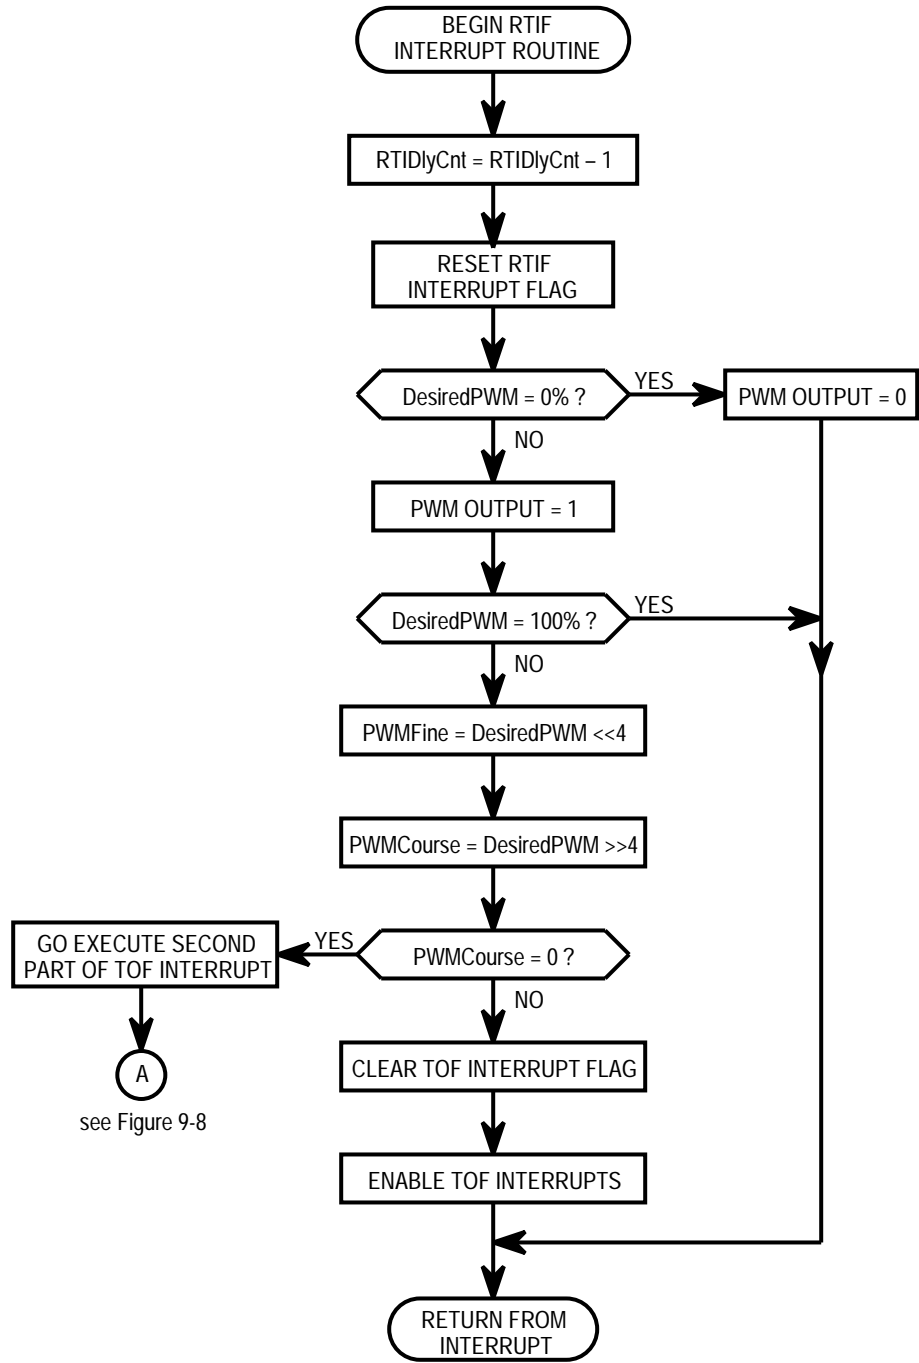 BEGIN RTIF
INTERRUPT ROUTINE
RTIDlyCnt = RTIDlyCnt – 1
RESET RTIF
INTERRUPT FLAG
DesiredPWM = 0% ?
YES
PWM OUTPUT = 0
NO
PWM OUTPUT = 1
DesiredPWM = 100% ?
YES
NO
PWMFine = DesiredPWM <<4
PWMCourse = DesiredPWM >>4
PWMCourse = 0 ?
YES
GO EXECUTE SECOND
PART OF TOF INTERRUPT
A
see Figure 9-8
NO
CLEAR TOF INTERRUPT FLAG
ENABLE TOF INTERRUPTS
RETURN FROM
INTERRUPT